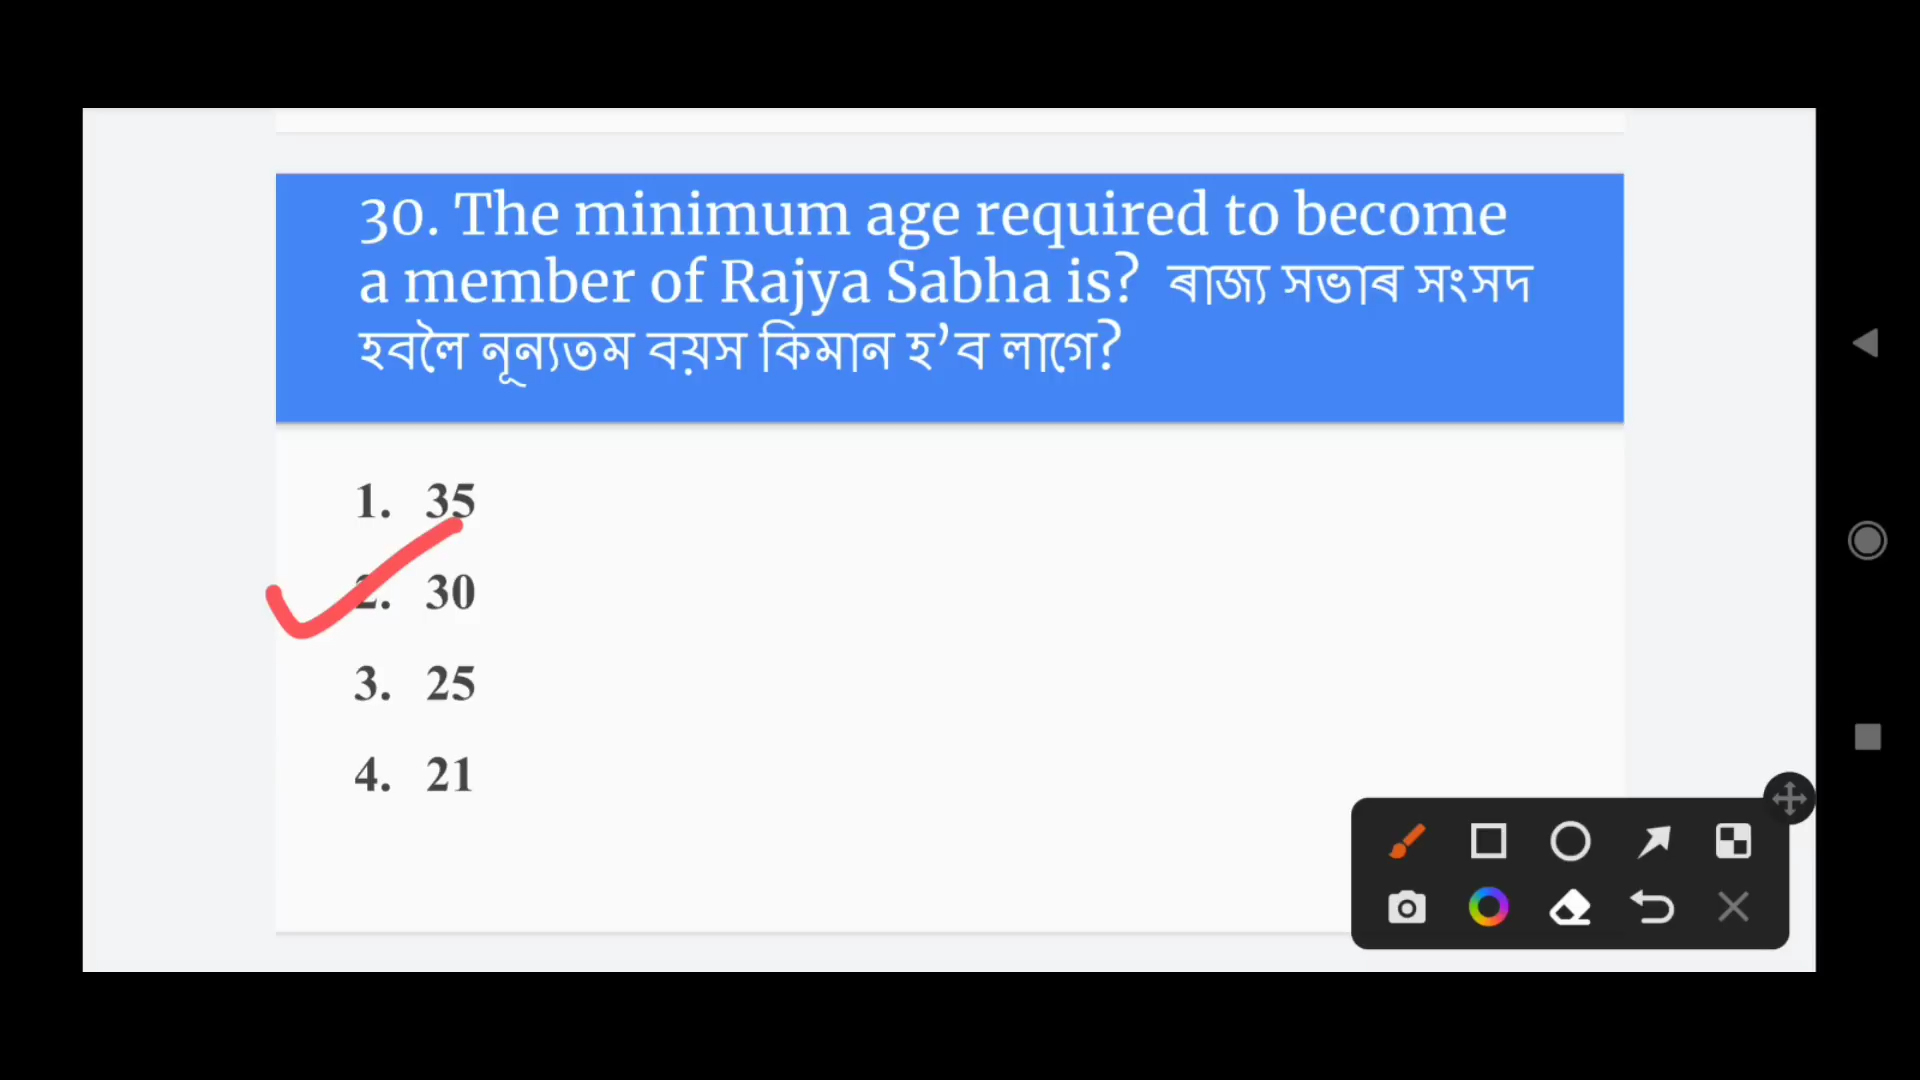 30. The minimum age required to become
a member of Rajya Sabha is? ৰাজ্য সভাৰ সংসদ
হবলৈ নূন্যতম বয়স কিমান হ’ব লাগে?
1. 35
2. 30
3. 25
4. 21